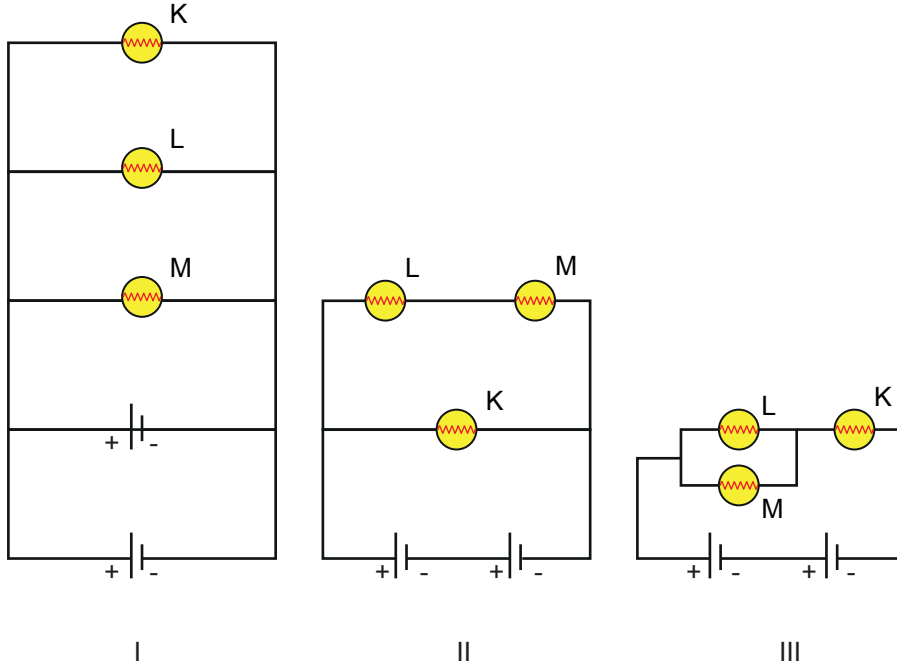 K
L
M
+ -
+ -
I
L M
K
+ - + -
II
L K
M
+ - + -
III